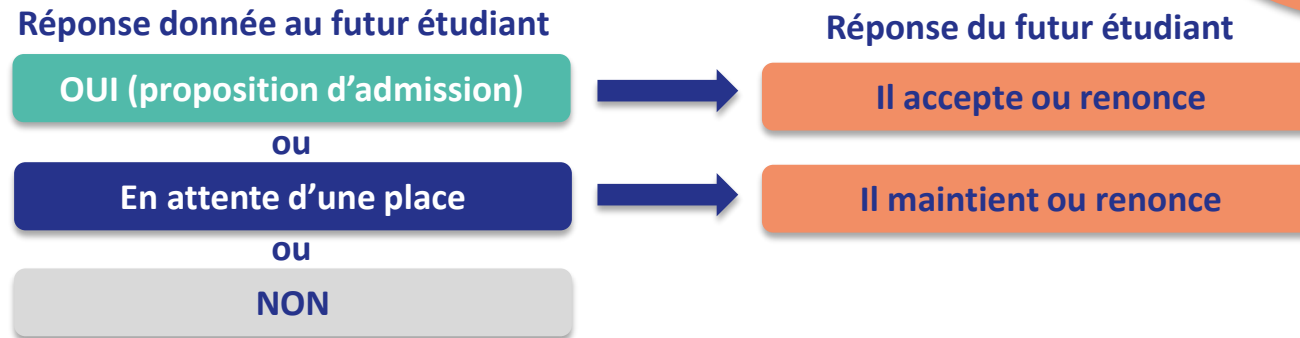 Réponse donnée au futur étudiant
Réponse du futur étudiant
OUI (proposition d’admission)
Il accepte ou renonce
ou
En attente d’une place
Il maintient ou renonce
ou
NON